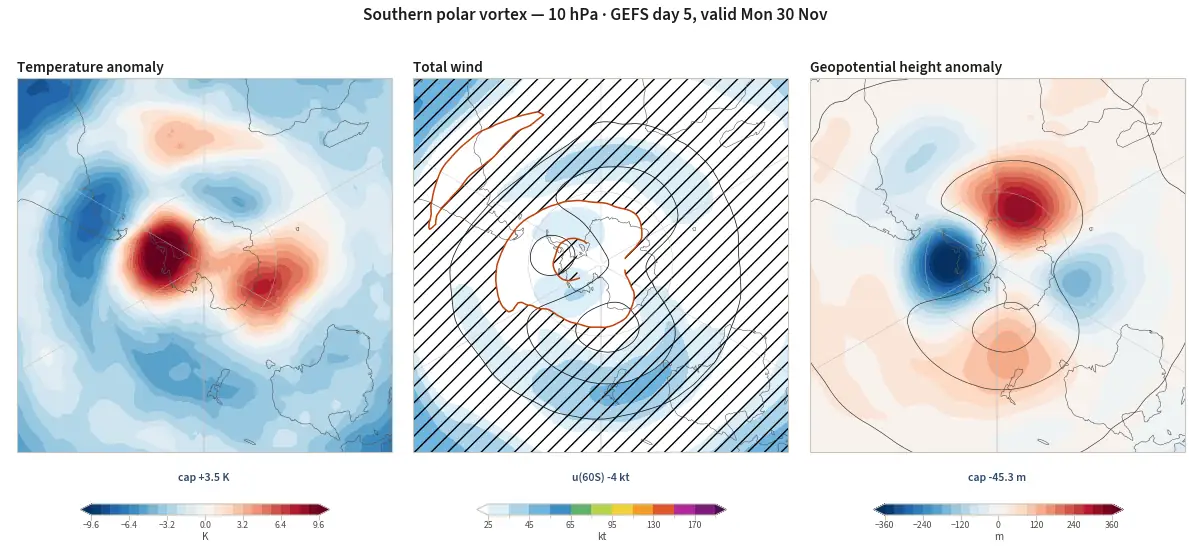 Southern polar vortex — 10 hPa · GEFS day 5, valid Mon 30 Nov
Temperature anomaly
Total wind
Geopotential height anomaly
cap +3.5 K
u(60S) -4 kt
cap -45.3 m
−9.6 −6.4 −3.2 0.0 3.2 6.4 9.6
K
25 45 65 95 130 170
kt
−360 −240 −120 0 120 240 360
m